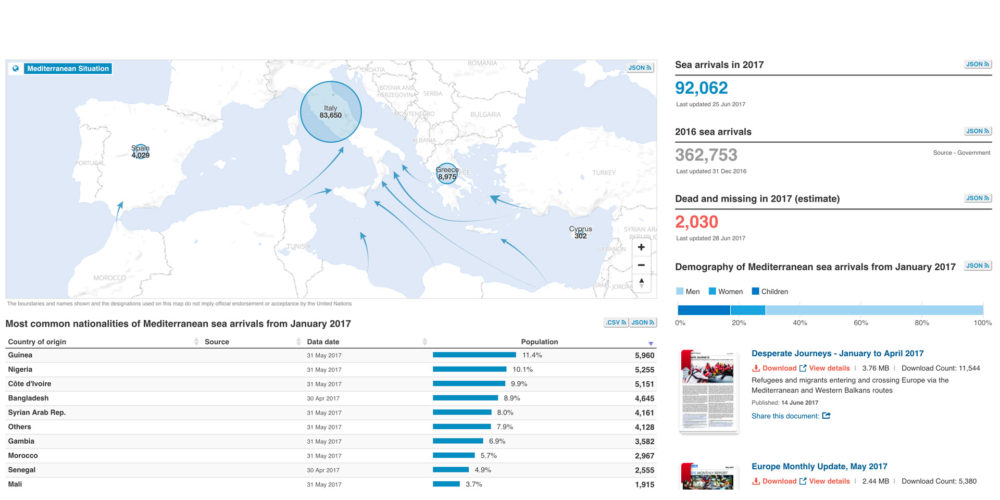 Mediterranean Situation
JSON
ROMANIA
CROATIA
BOSNIA AND
HERZEGOVINA
SERBIA
Italy
83,650
MONTENEGRO
BULGARIA
ALBANIA
Spain
4,029
PORTUGAL
Greece
8,975
TURKEY
Cyprus
302
SYRIAN ARAB
REPUBLIC
LEBANON
TUNISIA
MOROCCO
JORDAN
+
−
The boundaries and names shown and the designations used on this map do not imply official endorsement or acceptance by the United Nations
Most common nationalities of Mediterranean sea arrivals from January 2017
.CSV JSON
Country of origin Source Data date Population
Guinea 31 May 2017 11.4% 5,960
Nigeria 31 May 2017 10.1% 5,255
Côte d'Ivoire 31 May 2017 9.9% 5,151
Bangladesh 30 Apr 2017 8.9% 4,645
Syrian Arab Rep. 31 May 2017 8.0% 4,161
Others 31 May 2017 7.9% 4,128
Gambia 31 May 2017 6.9% 3,582
Morocco 31 May 2017 5.7% 2,967
Senegal 30 Apr 2017 4.9% 2,555
Mali 31 May 2017 3.7% 1,915
Sea arrivals in 2017 JSON
92,062
Last updated 25 Jun 2017
2016 sea arrivals JSON
362,753 Source - Government
Last updated 31 Dec 2016
Dead and missing in 2017 (estimate) JSON
2,030
Last updated 28 Jun 2017
Demography of Mediterranean sea arrivals from January 2017 JSON
Men Women Children
0% 20% 40% 60% 80% 100%
Desperate Journeys - January to April 2017
Download View details | 3.76 MB | Download Count: 11,544
Refugees and migrants entering and crossing Europe via the
Mediterranean and Western Balkans routes
Published: 14 June 2017
Share this document:
Europe Monthly Update, May 2017
Download View details | 2.44 MB | Download Count: 5,380